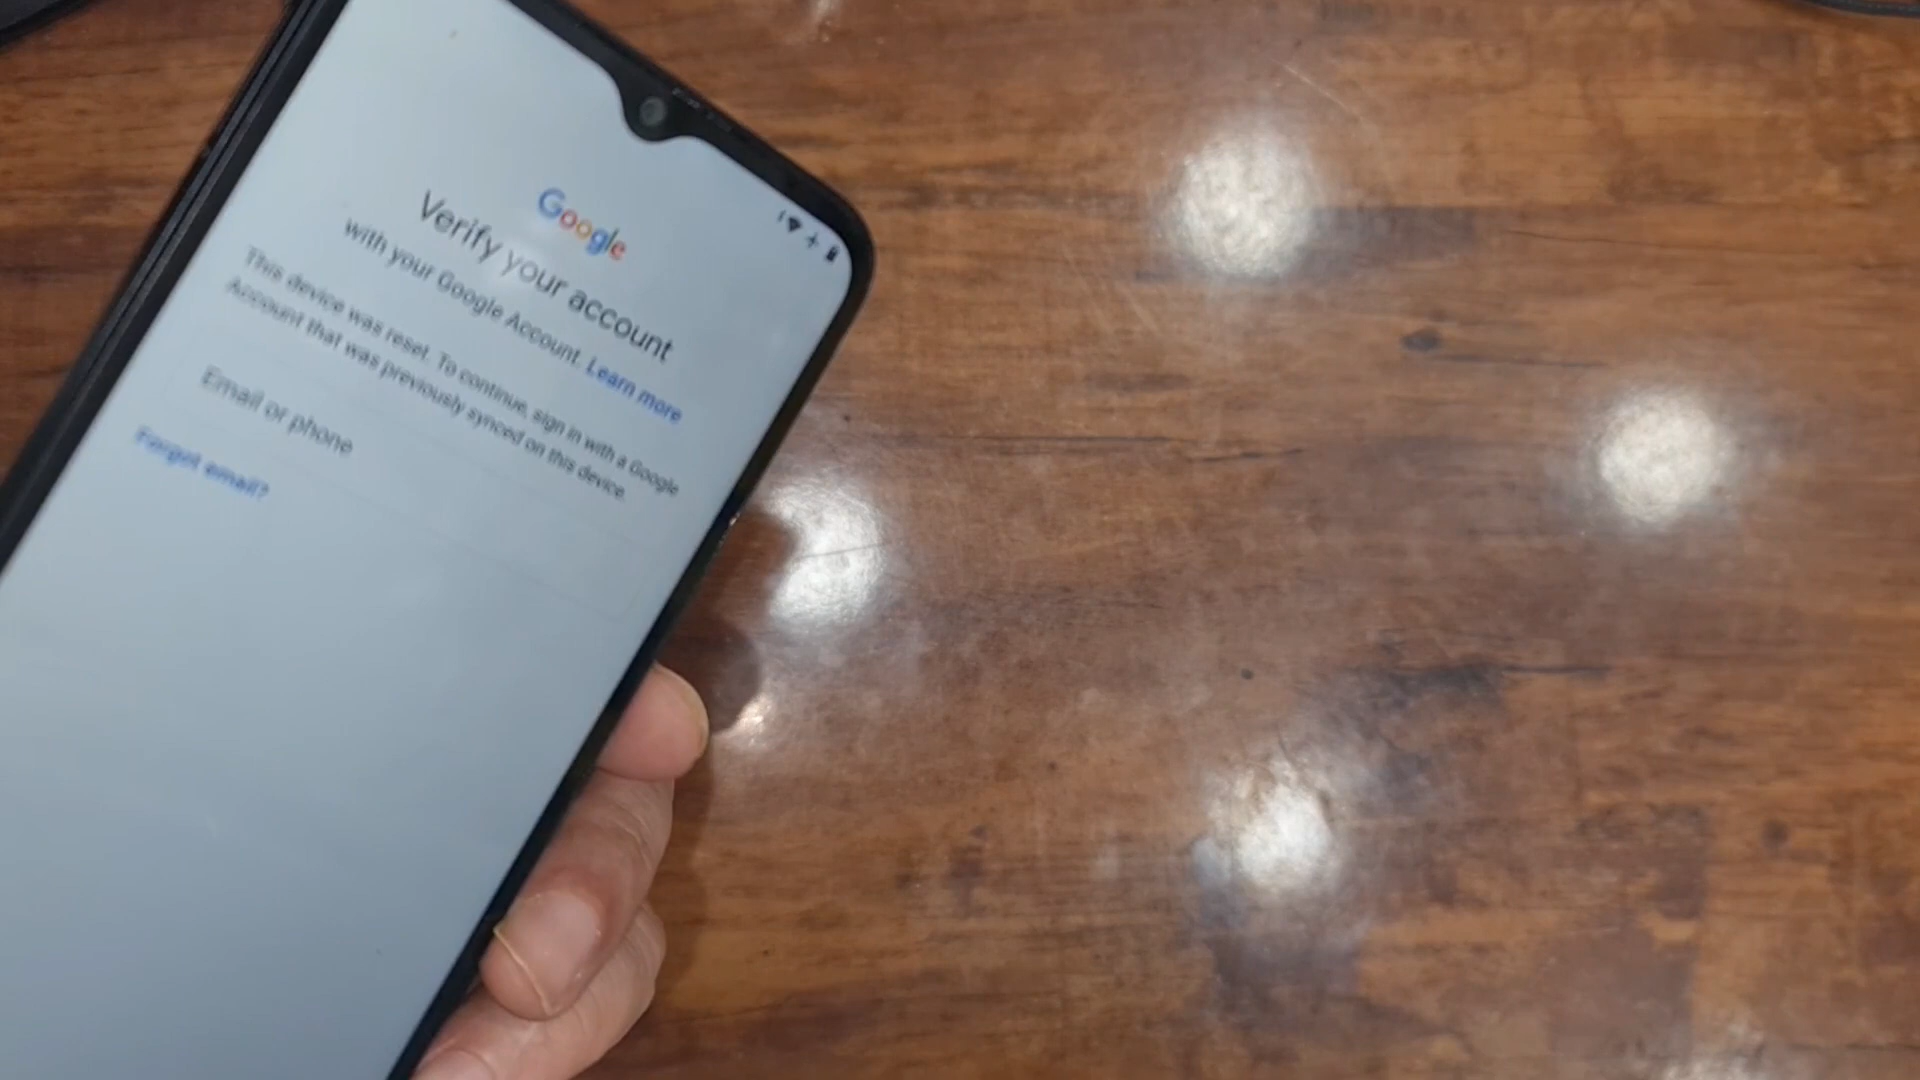 Google
Verify your account
with your Google Account. Learn more
This device was reset. To continue, sign in with a Google
Account that was previously synced on this device.
Email or phone
Forgot email?